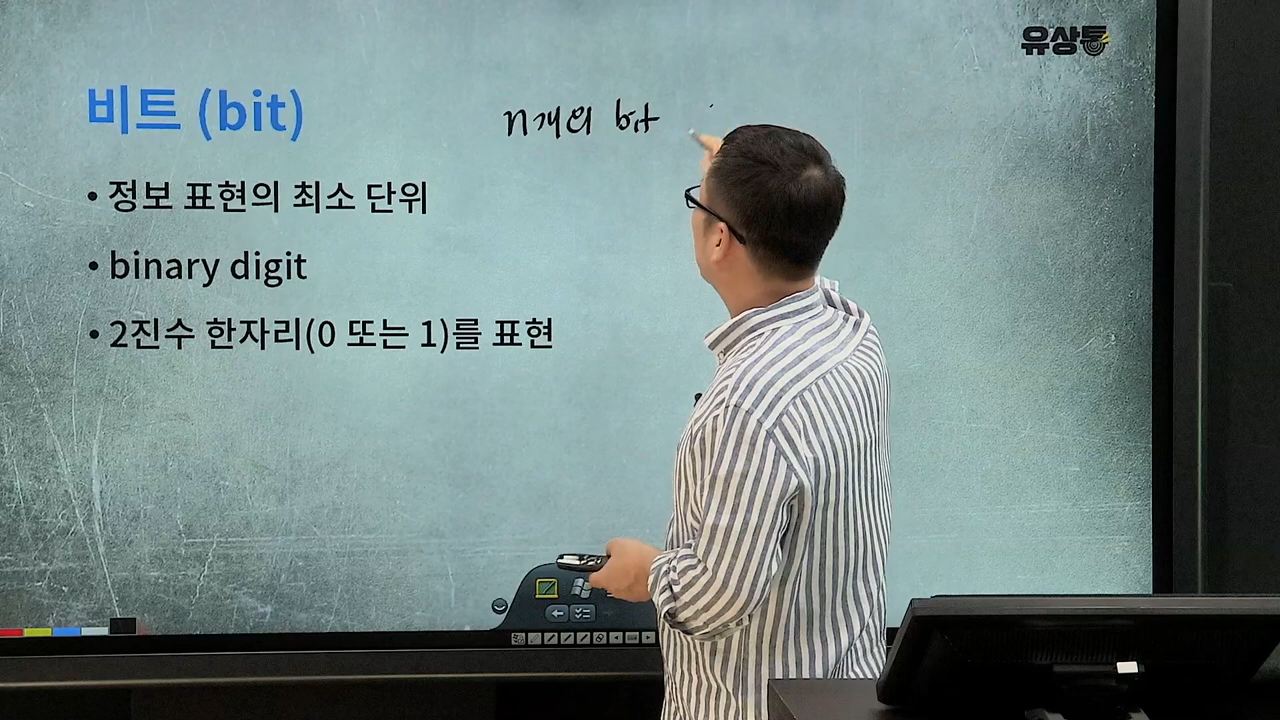 유상통
비트 (bit)
n개의 bit
• 정보 표현의 최소 단위
• binary digit
• 2진수 한자리(0 또는 1)를 표현